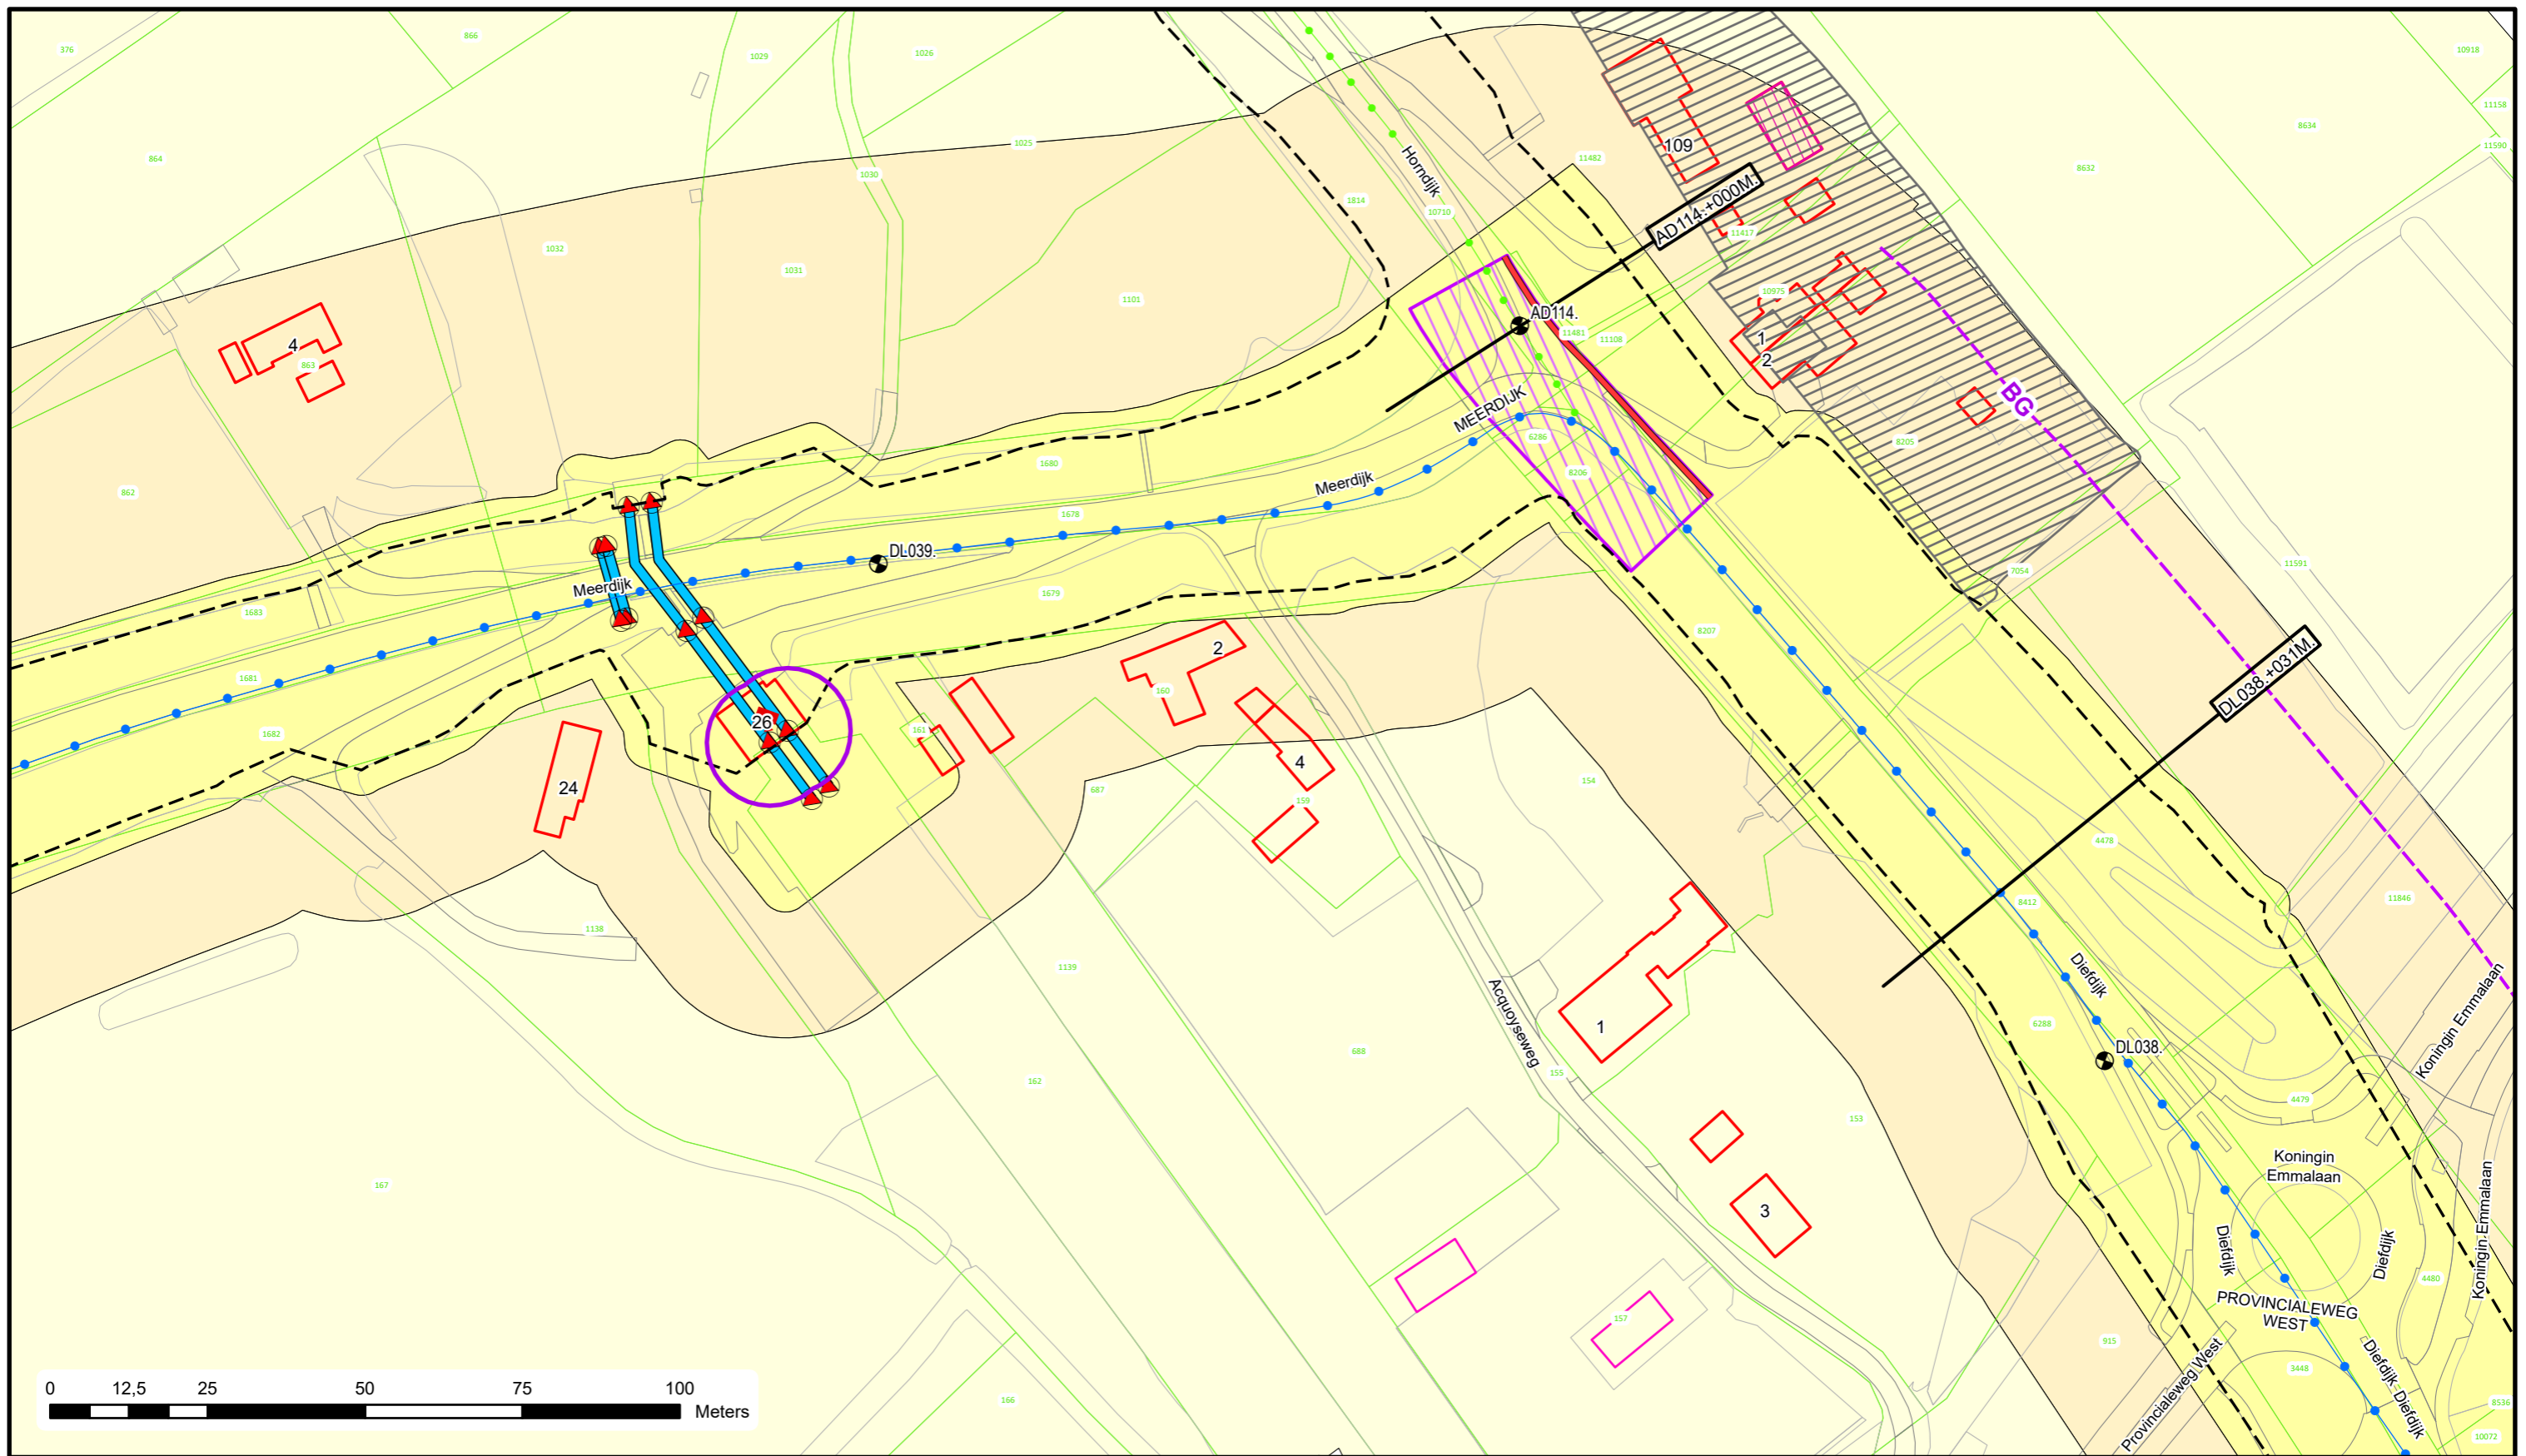 376
866
1029
1026
10918
11158
8634
11590
864
1025
1030
Horndijk
11482
109
8632
1814
10710
AD114.+000M.
11417
1032
1031
1101
10975
AD114.
11481
11108
1
2
4
863
BG
MEERDIJK
6286
8205
862
1680
8206
Meerdijk
1678
DL039.
11591
7054
Meerdijk
1683
1679
8207
1681
2
DL038.+031M.
160
1682
26
161
24
4
687
159
154
4478
11846
8412
1138
1139
Diefdijk
Koningin Emmalaan
Acquoyseweg
1
6288
688
DL038.
155
162
153
4479
167
Koningin
Emmalaan
3
Diefdijk
Diefdijk
Koningin Emmalaan
4480
PROVINCIALEWEG
WEST
157
915
3448
Diefdijk
Diefdijk
Provincialeweg West
166
8536
10072
0 12,5 25 50 75 100
Meters